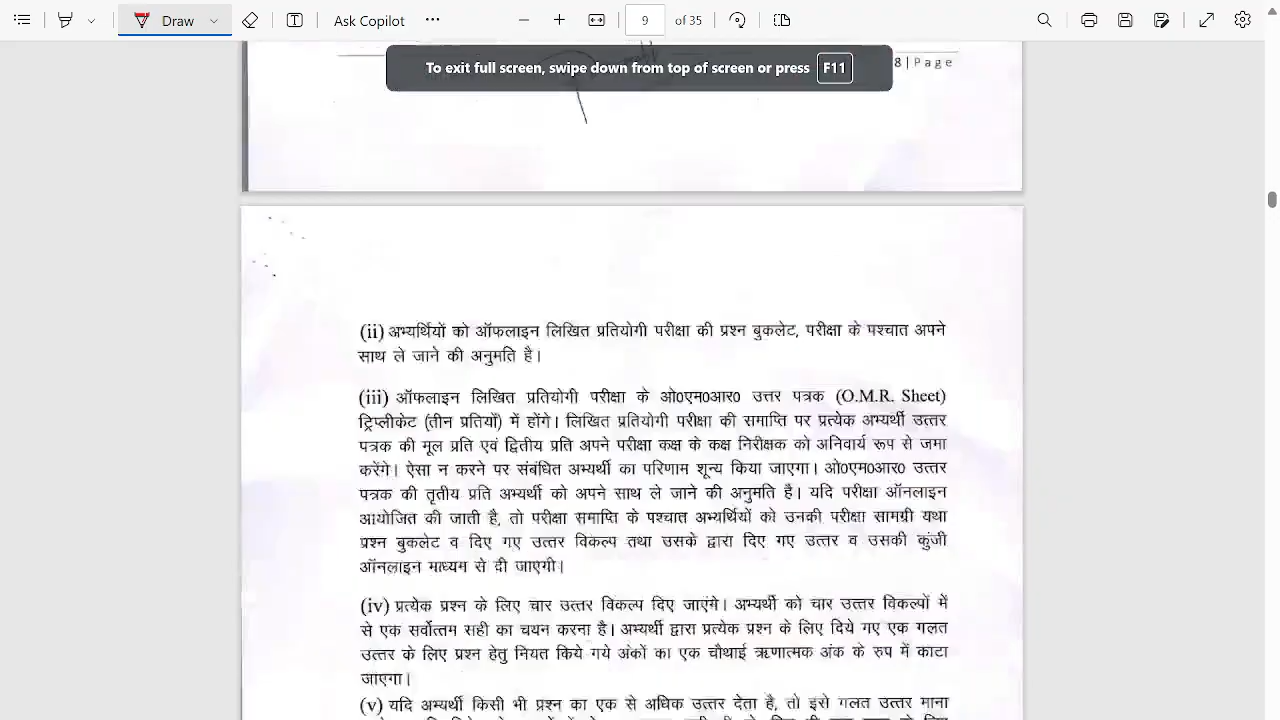 Draw
Ask Copilot
9 of 35
To exit full screen, swipe down from top of screen or press F11
8 | Page
(ii) अभ्यर्थियों को ऑफलाइन लिखित प्रतियोगी परीक्षा की प्रश्न बुकलेट, परीक्षा के पश्चात अपने
साथ ले जाने की अनुमति है।
(iii) ऑफलाइन लिखित प्रतियोगी परीक्षा के ओ0एम0आर0 उत्तर पत्रक (O.M.R. Sheet)
ट्रिप्लीकेट (तीन प्रतियों) में होंगे। लिखित प्रतियोगी परीक्षा की समाप्ति पर प्रत्येक अभ्यर्थी उत्तर
पत्रक की मूल प्रति एवं द्वितीय प्रति अपने परीक्षा कक्ष के कक्ष निरीक्षक को अनिवार्य रूप से जमा
करेंगे। ऐसा न करने पर संबंधित अभ्यर्थी का परिणाम शून्य किया जाएगा। ओ0एम0आर0 उत्तर
पत्रक की तृतीय प्रति अभ्यर्थी को अपने साथ ले जाने की अनुमति है। यदि परीक्षा ऑनलाइन
आयोजित की जाती है, तो परीक्षा समाप्ति के पश्चात अभ्यर्थियों को उनकी परीक्षा सामग्री यथा
प्रश्न बुकलेट व दिए गए उत्तर विकल्प तथा उसके द्वारा दिए गए उत्तर व उसकी कुंजी
ऑनलाइन माध्यम से दी जाएगी।
(iv) प्रत्येक प्रश्न के लिए चार उत्तर विकल्प दिए जाएंगे। अभ्यर्थी को चार उत्तर विकल्पों में
से एक सर्वोत्तम सही का चयन करना है। अभ्यर्थी द्वारा प्रत्येक प्रश्न के लिए दिये गए एक गलत
उत्तर के लिए प्रश्न हेतु नियत किये गये अंकों का एक चौथाई ऋणात्मक अंक के रुप में काटा
जाएगा।
(v) यदि अभ्यर्थी किसी भी प्रश्न का एक से अधिक उत्तर देता है, तो इसे गलत उत्तर माना